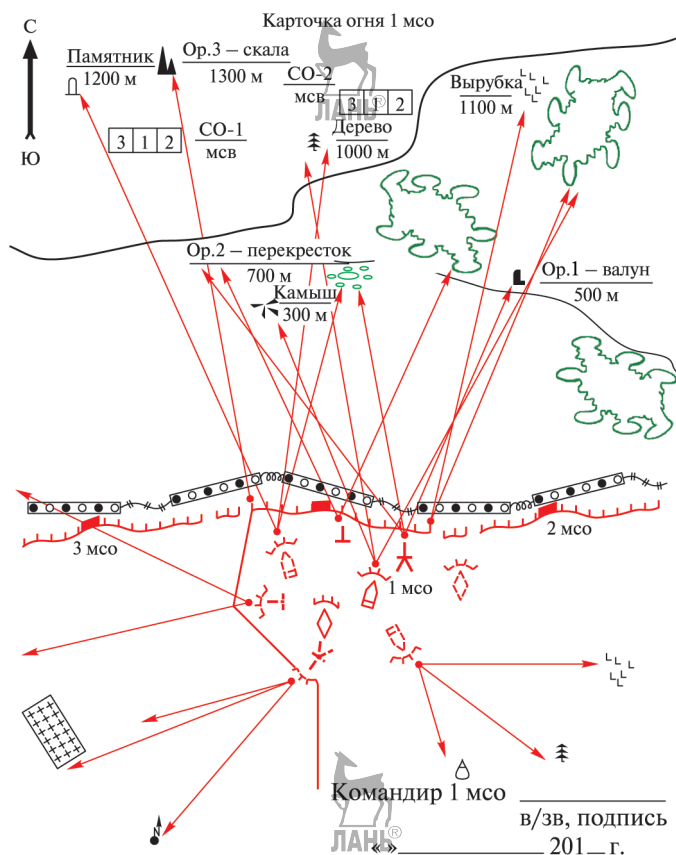 Карточка огня 1 мсо
С
Ю
Памятник
1200 м
Ор.3 – скала
1300 м
СО-2
мсв
3 1 2
Вырубка
1100 м
3 1 2
СО-1
мсв
Дерево
1000 м
ЛАНЬ®
Ор.2 – перекресток
700 м
Камыш
300 м
Ор.1 – валун
500 м
3 мсо
2 мсо
1 мсо
N
Командир 1 мсо
в/зв, подпись
ЛАНЬ®
«»__________ 201__ г.